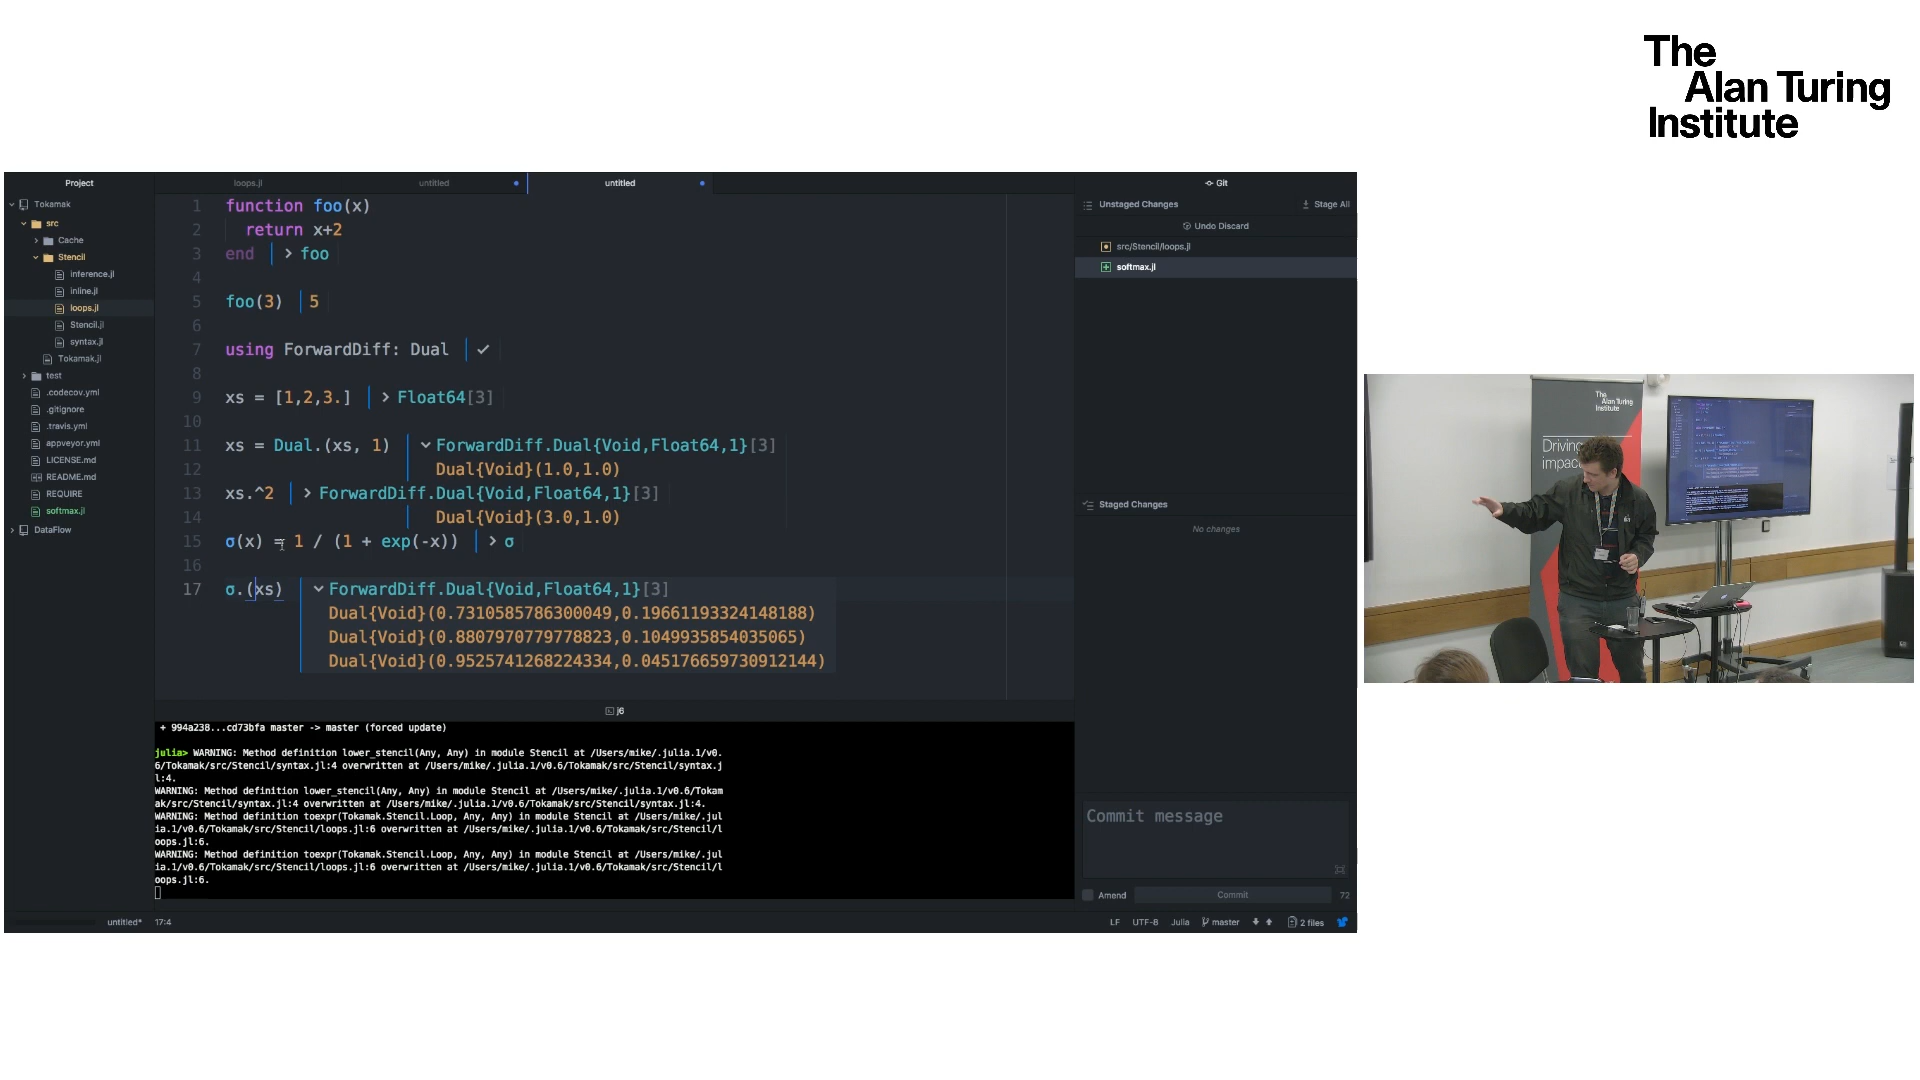 The
Alan Turing
Institute
Project
Tokamak
src
Cache
Stencil
inference.jl
inline.jl
loops.jl
Stencil.jl
syntax.jl
Tokamak.jl
test
.codecov.yml
.gitignore
.travis.yml
appveyor.yml
LICENSE.md
README.md
REQUIRE
softmax.jl
DataFlow
loops.jl
untitled
untitled
1 function foo(x)
2 return x+2
3 end > foo
4
5 foo(3) 5
6
7 using ForwardDiff: Dual ✓
8
9 xs = [1,2,3.] > Float64[3]
10
11 xs = Dual.(xs, 1) ForwardDiff.Dual{Void,Float64,1}[3]
12 Dual{Void}(1.0,1.0)
13 xs.^2 > ForwardDiff.Dual{Void,Float64,1}[3]
14 Dual{Void}(3.0,1.0)
15 σ(x) = 1 / (1 + exp(-x)) > σ
16
17 σ.(xs) ForwardDiff.Dual{Void,Float64,1}[3]
Dual{Void}(0.7310585786300049,0.19661193324148188)
Dual{Void}(0.8807970779778823,0.1049935854035065)
Dual{Void}(0.9525741268224334,0.045176659730912144)
j6
+ 994a238...cd73bfa master -> master (forced update)
julia> WARNING: Method definition lower_stencil(Any, Any) in module Stencil at /Users/mike/.julia.1/v0.
6/Tokamak/src/Stencil/syntax.jl:4 overwritten at /Users/mike/.julia.1/v0.6/Tokamak/src/Stencil/syntax.j
l:4.
WARNING: Method definition lower_stencil(Any, Any) in module Stencil at /Users/mike/.julia.1/v0.6/Tokam
ak/src/Stencil/syntax.jl:4 overwritten at /Users/mike/.julia.1/v0.6/Tokamak/src/Stencil/syntax.jl:4.
WARNING: Method definition toexpr(Tokamak.Stencil.Loop, Any, Any) in module Stencil at /Users/mike/.jul
ia.1/v0.6/Tokamak/src/Stencil/loops.jl:6 overwritten at /Users/mike/.julia.1/v0.6/Tokamak/src/Stencil/l
oops.jl:6.
WARNING: Method definition toexpr(Tokamak.Stencil.Loop, Any, Any) in module Stencil at /Users/mike/.jul
ia.1/v0.6/Tokamak/src/Stencil/loops.jl:6 overwritten at /Users/mike/.julia.1/v0.6/Tokamak/src/Stencil/l
oops.jl:6.
untitled* 17:4
Git
Unstaged Changes Stage All
Undo Discard
src/Stencil/loops.jl
softmax.jl
Staged Changes
No changes
Commit message
Amend Commit 72
LF UTF-8 Julia master 2 files
The
Alan Turing
Institute
Driving